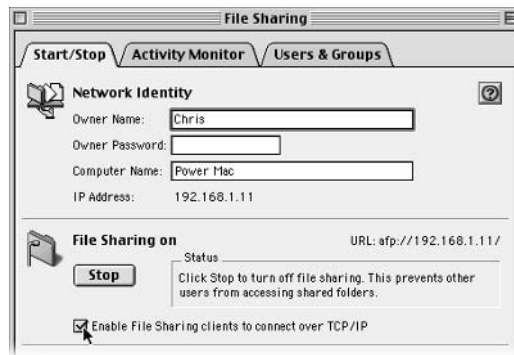 File Sharing
Start/Stop
Activity Monitor
Users & Groups
Network Identity
?
Owner Name:
Chris
Owner Password:
Computer Name:
Power Mac
IP Address:
192.168.1.11
File Sharing on
URL: afp://192.168.1.11/
Status
Stop
Click Stop to turn off file sharing. This prevents other
users from accessing shared folders.
Enable File Sharing clients to connect over TCP/IP